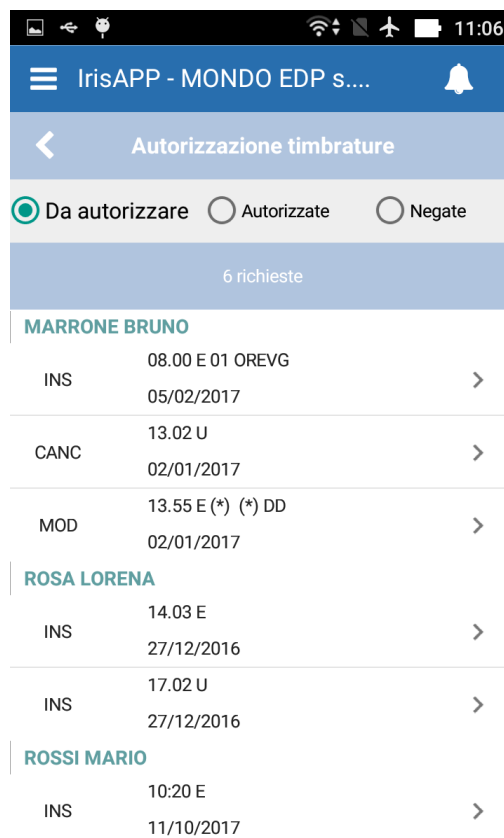 11:06
IrisAPP - MONDO EDP s....
Autorizzazione timbrature
Da autorizzare Autorizzate Negate
6 richieste
MARRONE BRUNO
08.00 E 01 OREVG
INS
05/02/2017
13.02 U
CANC
02/01/2017
13.55 E (*) (*) DD
MOD
02/01/2017
ROSA LORENA
14.03 E
INS
27/12/2016
17.02 U
INS
27/12/2016
ROSSI MARIO
10:20 E
INS
11/10/2017